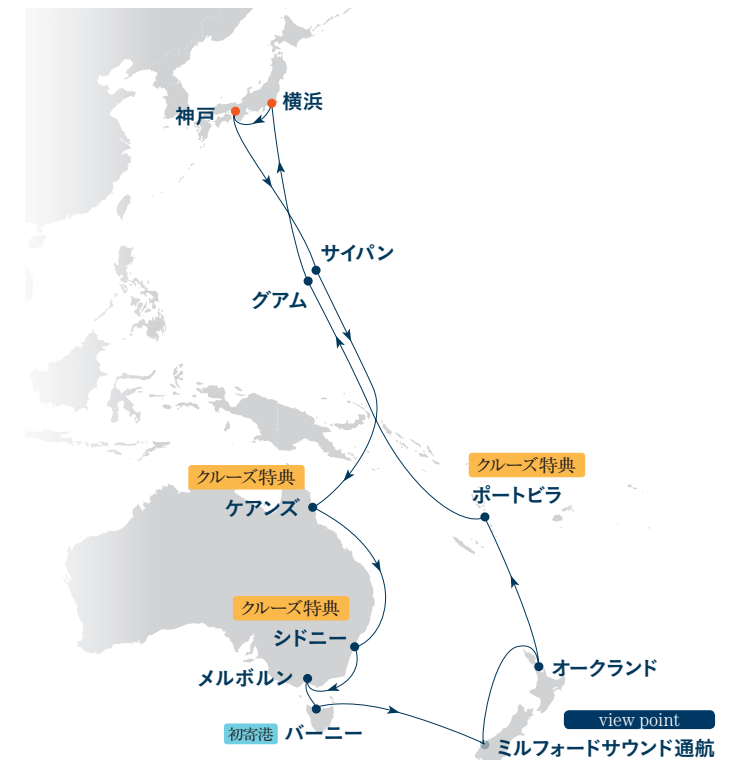 横浜
神戸
サイパン
グアム
クルーズ特典
ポートビラ
クルーズ特典
ケアンズ
クルーズ特典
シドニー
メルボルン
オークランド
view point
初寄港 バーニー
ミルフォードサウンド通航